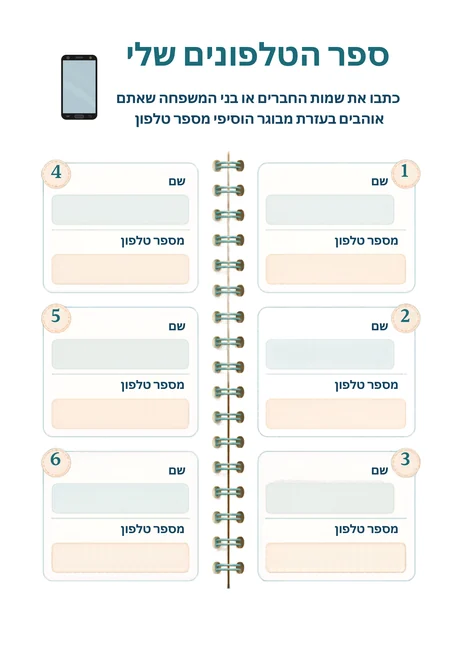 ספר הטלפונים שלי
כתבו את שמות החברים או בני המשפחה שאתם
אוהבים בעזרת מבוגר הוסיפי מספר טלפון
1
שם
מספר טלפון
2
שם
מספר טלפון
3
שם
מספר טלפון
4
שם
מספר טלפון
5
שם
מספר טלפון
6
שם
מספר טלפון